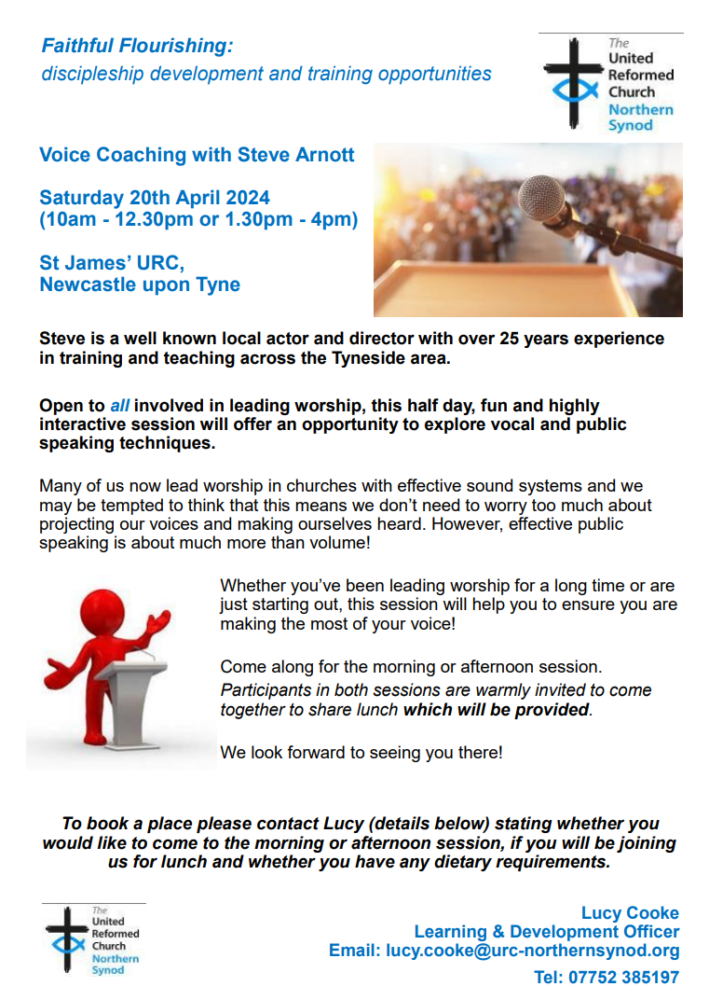 Faithful Flourishing:
discipleship development and training opportunities
The
United
Reformed
Church
Northern
Synod
Voice Coaching with Steve Arnott
Saturday 20th April 2024
(10am - 12.30pm or 1.30pm - 4pm)
St James’ URC,
Newcastle upon Tyne
Steve is a well known local actor and director with over 25 years experience
in training and teaching across the Tyneside area.
Open to all involved in leading worship, this half day, fun and highly
interactive session will offer an opportunity to explore vocal and public
speaking techniques.
Many of us now lead worship in churches with effective sound systems and we
may be tempted to think that this means we don’t need to worry too much about
projecting our voices and making ourselves heard. However, effective public
speaking is about much more than volume!
Whether you’ve been leading worship for a long time or are
just starting out, this session will help you to ensure you are
making the most of your voice!
Come along for the morning or afternoon session.
Participants in both sessions are warmly invited to come
together to share lunch which will be provided.
We look forward to seeing you there!
To book a place please contact Lucy (details below) stating whether you
would like to come to the morning or afternoon session, if you will be joining
us for lunch and whether you have any dietary requirements.
The
United
Reformed
Church
Northern
Synod
Lucy Cooke
Learning & Development Officer
Email: lucy.cooke@urc-northernsynod.org
Tel: 07752 385197